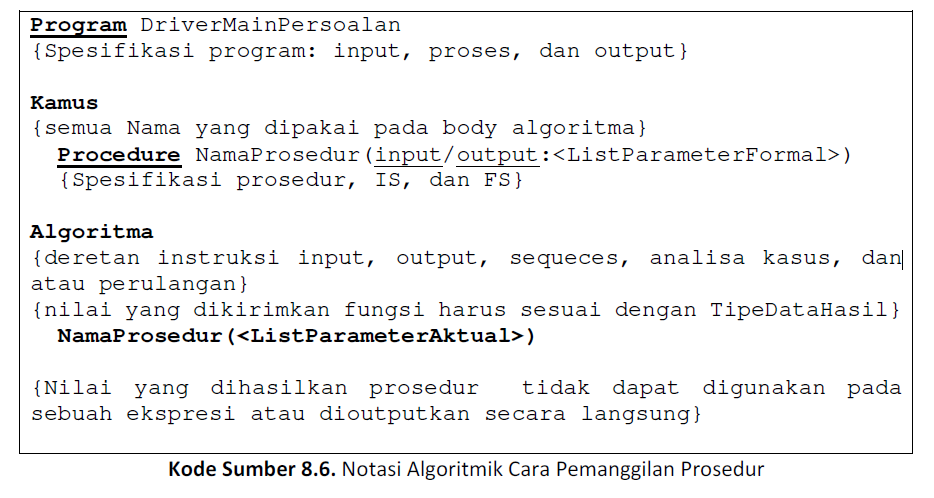 Program DriverMainPersoalan
{Spesifikasi program: input, proses, dan output}
Kamus
{semua Nama yang dipakai pada body algoritma}
Procedure NamaProsedur(input/output:<ListParameterFormal>)
{Spesifikasi prosedur, IS, dan FS}
Algoritma
{deretan instruksi input, output, sequeces, analisa kasus, dan
atau perulangan}
{nilai yang dikirimkan fungsi harus sesuai dengan TipeDataHasil}
NamaProsedur(<ListParameterAktual>)
{Nilai yang dihasilkan prosedur tidak dapat digunakan pada
sebuah ekspresi atau dioutputkan secara langsung}
Kode Sumber 8.6. Notasi Algoritmik Cara Pemanggilan Prosedur